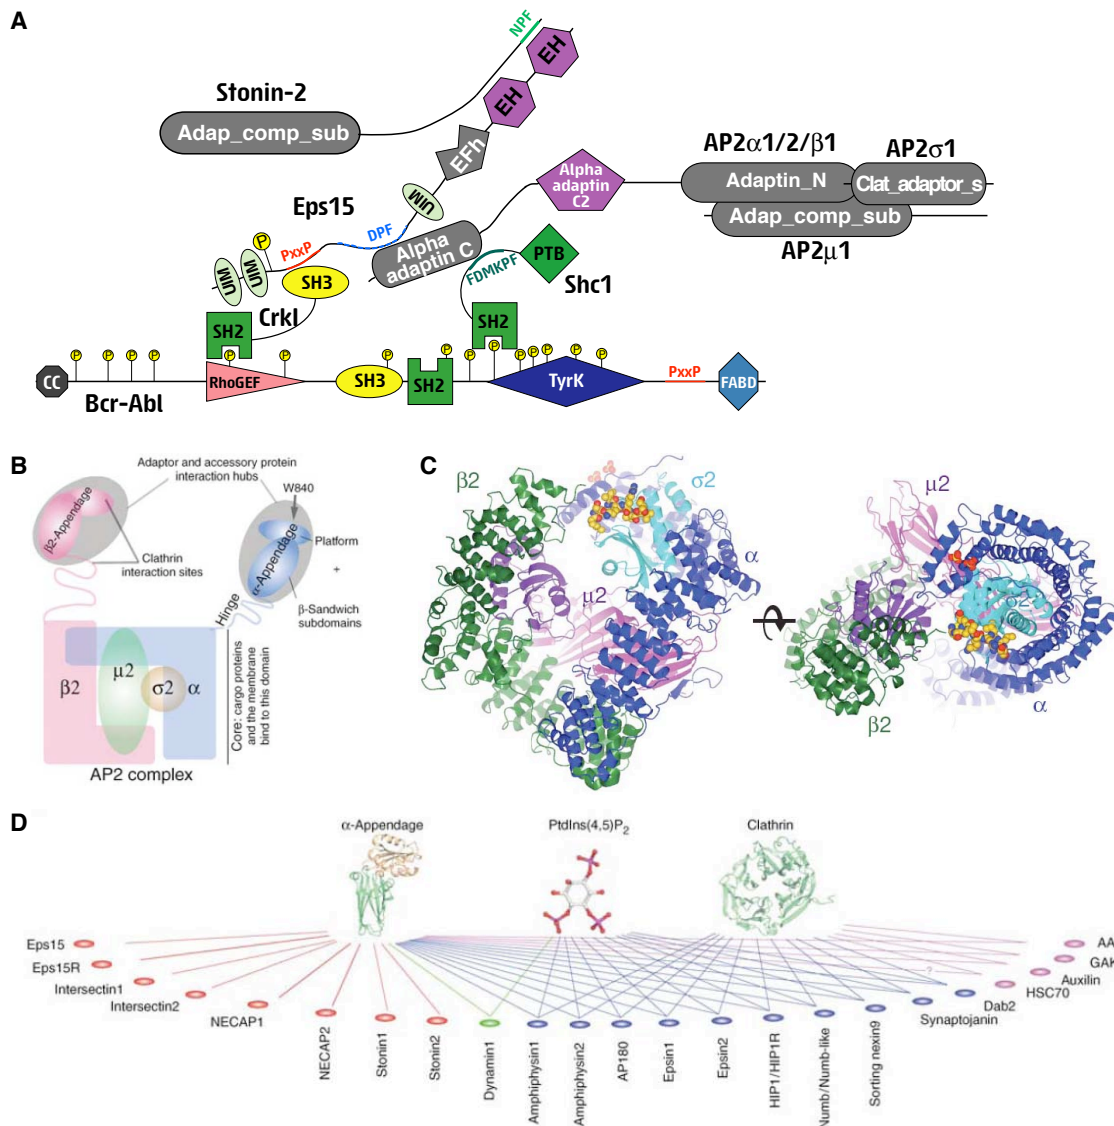 A
NPF
EH
EH
Stonin-2
Adap_comp_sub
EFh
AP2α1/2/β1
AP2σ1
Alpha
adaptin
C2
Adaptin_N
Clat_adaptor_s
UIM
Eps15
Adap_comp_sub
AP2μ1
P
PxxP
DPF
Alpha
adaptin C
FDMKPF
PTB
Shc1
UIM
UIM
SH3
Crkl
SH2
SH2
P
P
P
P
P
P
P
P
P
P
P
P
P
P
CC
RhoGEF
SH3
SH2
TyrK
PxxP
FABD
Bcr-Abl
B
Adaptor and accessory protein
interaction hubs
W840
β2-Appendage
α-Appendage
Platform
+
Clathrin
interaction sites
β-Sandwich
subdomains
Hinge
β2
μ2
σ2
α
Core: cargo proteins
and the membrane
bind to this domain
AP2 complex
C
β2
σ2
α
μ2
μ2
β2
α
D
α-Appendage
PtdIns(4,5)P2
Clathrin
Eps15
Eps15R
Intersectin1
Intersectin2
NECAP1
NECAP2
Stonin1
Stonin2
Dynamin1
Amphiphysin1
Amphiphysin2
AP180
Epsin1
Epsin2
HIP1/HIP1R
Numb/Numb-like
Sorting nexin9
Synaptojanin
Dab2
HSC70
Auxilin
GAK
AA
?